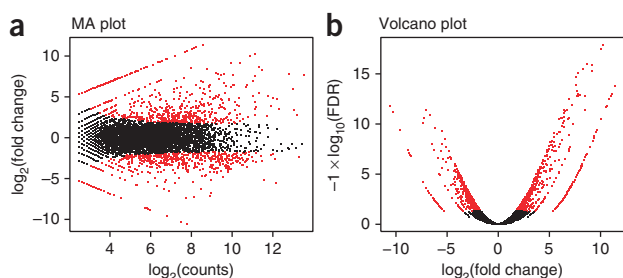 a MA plot
log2(fold change)
10
5
0
−5
−10
4 6 8 10 12
log2(counts)
b Volcano plot
−1 × log10(FDR)
15
10
5
0
−10 −5 0 5 10
log2(fold change)